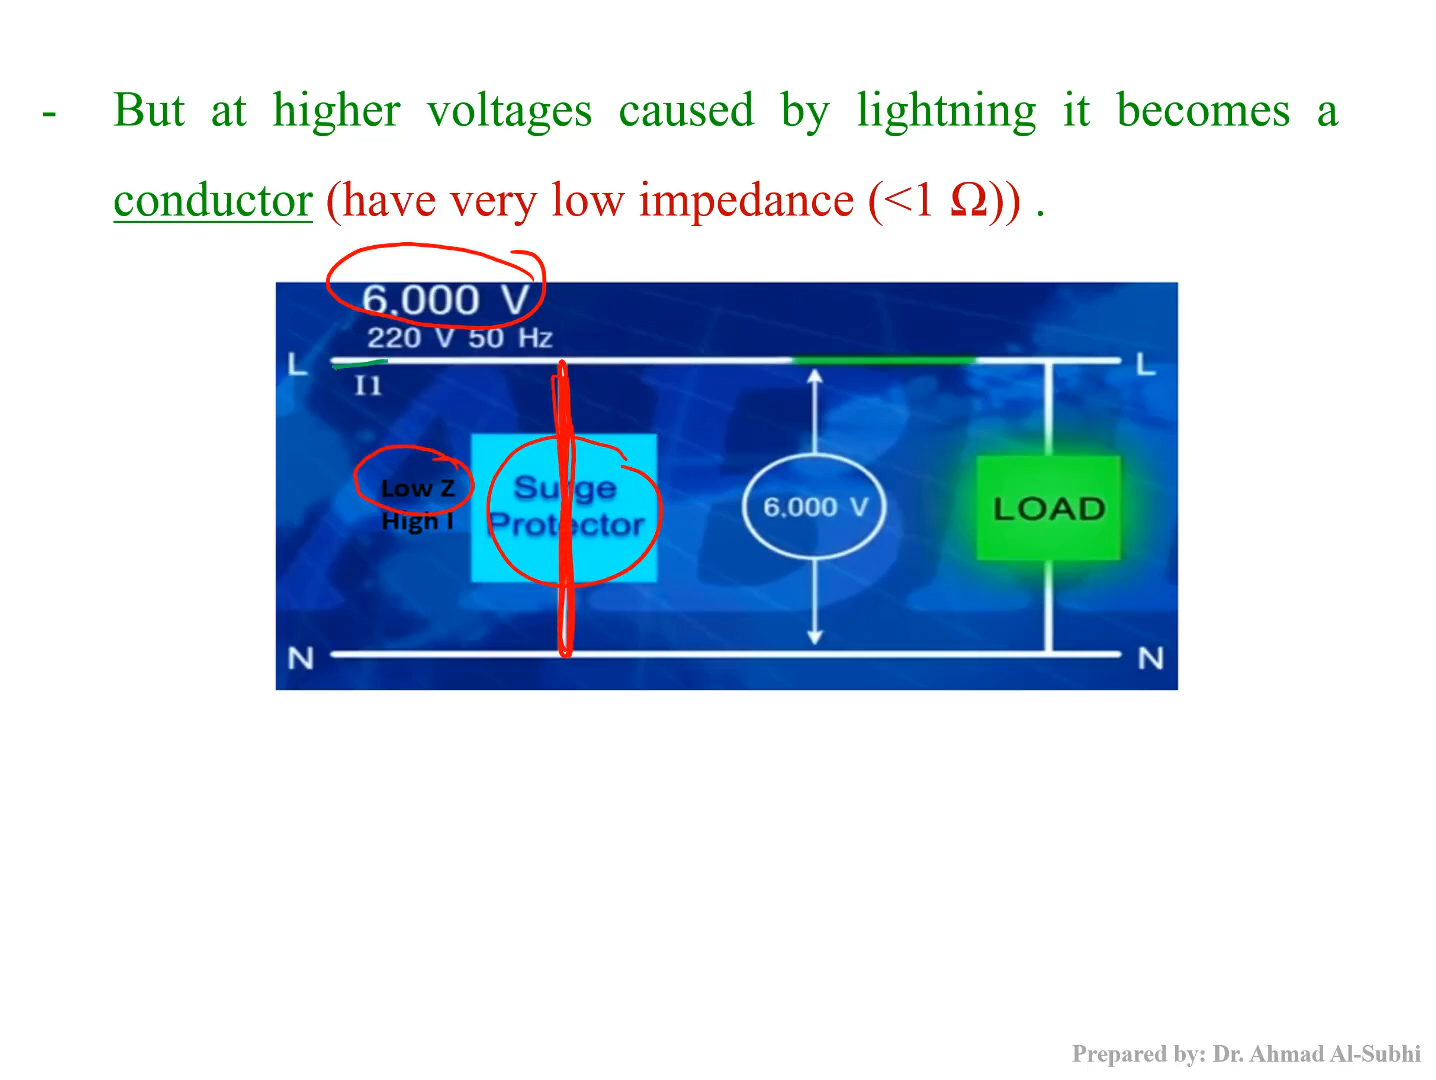 - But at higher voltages caused by lightning it becomes a
conductor (have very low impedance (<1 Ω)) .
6,000 V
220 V 50 Hz
L
L
I1
Low Z
High I
Surge
Protector
6,000 V
LOAD
N
N
Prepared by: Dr. Ahmad Al-Subhi